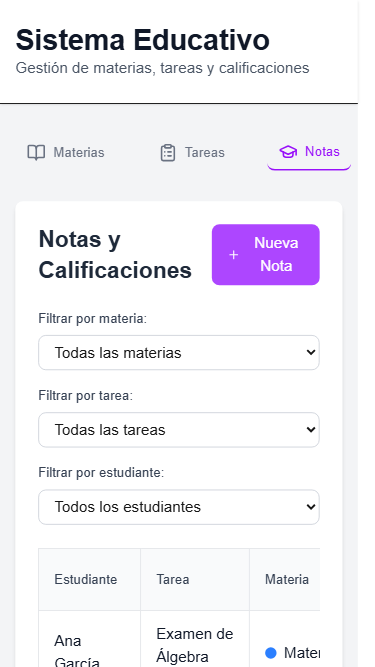 Sistema Educativo
Gestión de materias, tareas y calificaciones
Materias
Tareas
Notas
Notas y
Calificaciones
+ Nueva
Nota
Filtrar por materia:
Todas las materias
Filtrar por tarea:
Todas las tareas
Filtrar por estudiante:
Todos los estudiantes
Estudiante Tarea Materia
Ana
García
Examen de
Álgebra